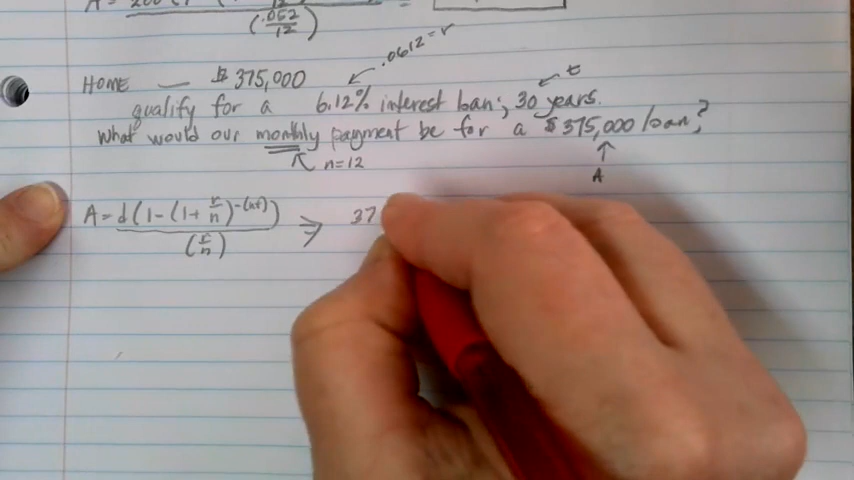 (.052/12)
HOME — $375,000
.0612=r
t
qualify for a 6.12% interest loan; 30 years.
What would our monthly payment be for a $375,000 loan?
n=12
A
A = d(1-(1+r/n)^-(nt)) / (r/n) ⇒ 37